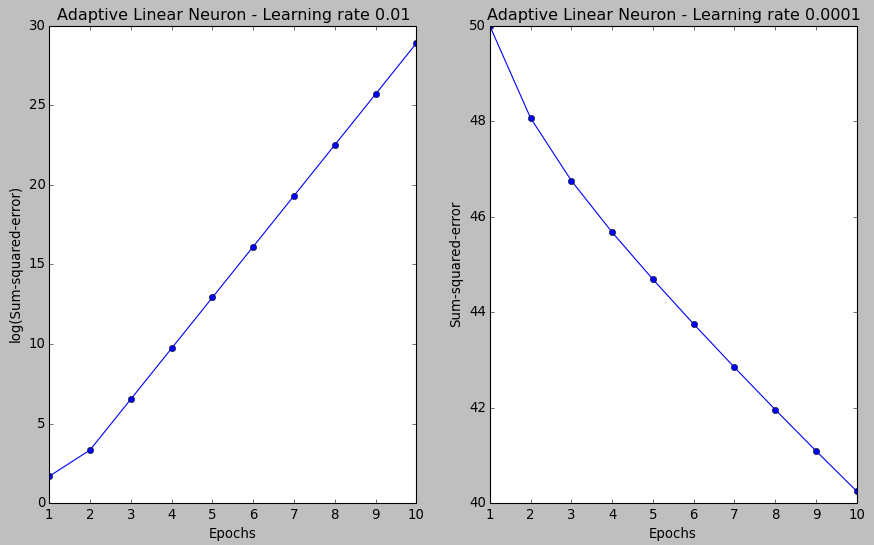 Adaptive Linear Neuron - Learning rate 0.01
30
25
20
15
10
5
0
log(Sum-squared-error)
1 2 3 4 5 6 7 8 9 10
Epochs
Adaptive Linear Neuron - Learning rate 0.0001
50
48
46
44
42
40
Sum-squared-error
1 2 3 4 5 6 7 8 9 10
Epochs